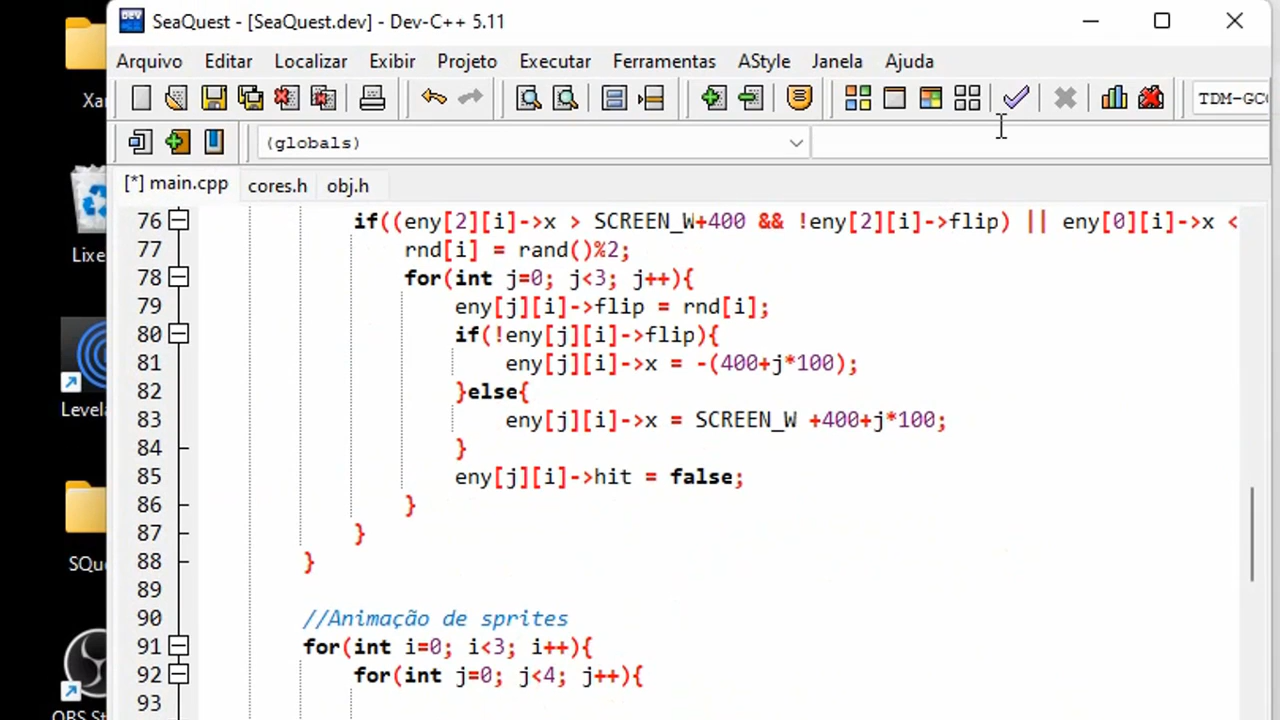 SeaQuest - [SeaQuest.dev] - Dev-C++ 5.11
Arquivo Editar Localizar Exibir Projeto Executar Ferramentas AStyle Janela Ajuda
TDM-GCC
(globals)
[*] main.cpp cores.h obj.h
76 if((eny[2][i]->x > SCREEN_W+400 && !eny[2][i]->flip) || eny[0][i]->x <
77 rnd[i] = rand()%2;
78 for(int j=0; j<3; j++){
79 eny[j][i]->flip = rnd[i];
80 if(!eny[j][i]->flip){
81 eny[j][i]->x = -(400+j*100);
82 }else{
83 eny[j][i]->x = SCREEN_W +400+j*100;
84 }
85 eny[j][i]->hit = false;
86 }
87 }
88 }
89
90 //Animação de sprites
91 for(int i=0; i<3; i++){
92 for(int j=0; j<4; j++){
93
Xa
Lixe
Levela
SQu
OBS St